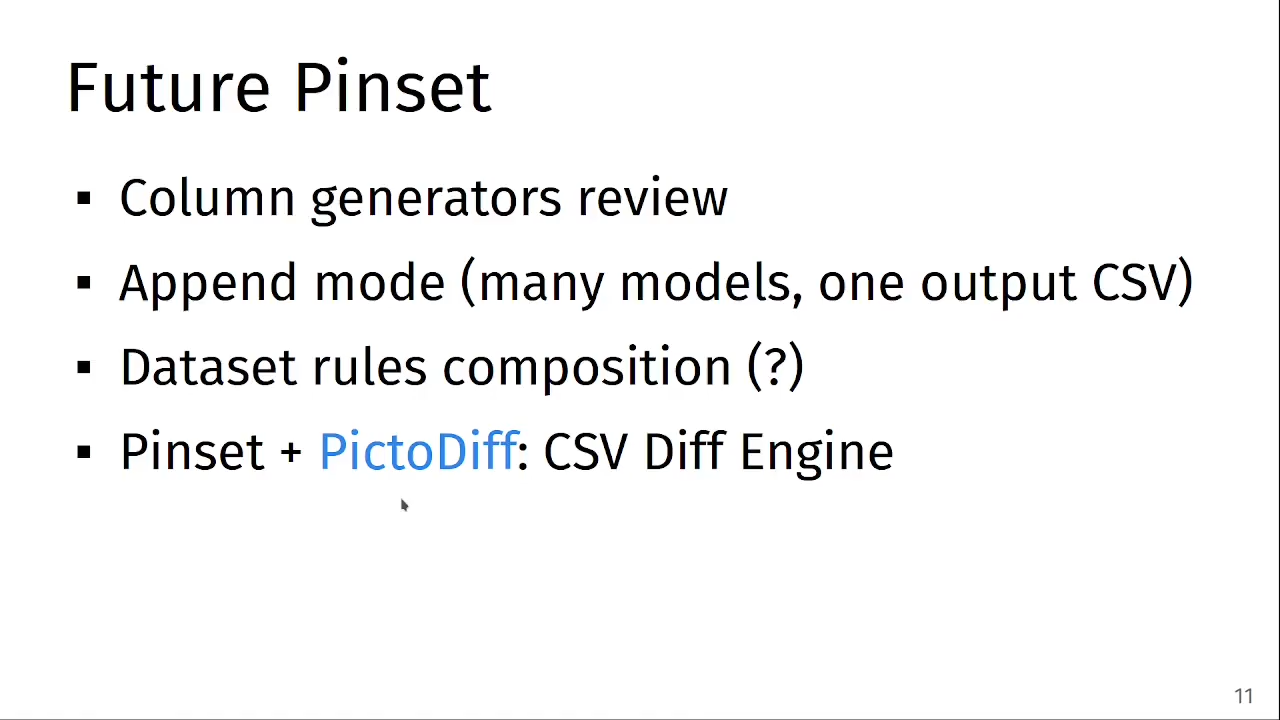 Future Pinset
▪ Column generators review
▪ Append mode (many models, one output CSV)
▪ Dataset rules composition (?)
▪ Pinset + PictoDiff: CSV Diff Engine
11